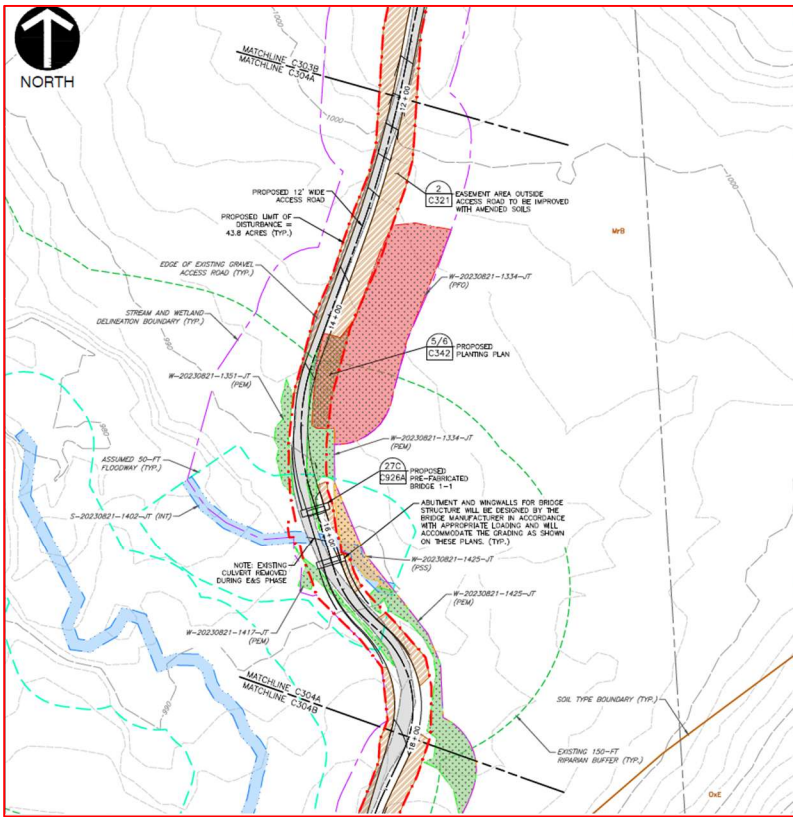 NORTH
1000
MATCHLINE C303B
MATCHLINE C304A
12+00
1000
1000
PROPOSED 12' WIDE
ACCESS ROAD
2
C321
EASEMENT AREA OUTSIDE
ACCESS ROAD TO BE IMPROVED
WITH AMENDED SOILS
PROPOSED LIMIT OF
DISTURBANCE =
43.8 ACRES (TYP.)
WrB
EDGE OF EXISTING GRAVEL
ACCESS ROAD (TYP.)
W-20230821-1334-JT
(PFO)
STREAM AND WETLAND
DELINEATION BOUNDARY (TYP.)
14+00
990
5/6
C342
PROPOSED
PLANTING PLAN
W-20230821-1351-JT
(PEM)
980
W-20230821-1334-JT
(PEM)
ASSUMED 50-FT
FLOODWAY (TYP.)
27C
C926A
PROPOSED
PRE-FABRICATED
BRIDGE 1-1
ABUTMENT AND WINGWALLS FOR BRIDGE
STRUCTURE WILL BE DESIGNED BY THE
BRIDGE MANUFACTURER IN ACCORDANCE
WITH APPROPRIATE LOADING AND WILL
ACCOMMODATE THE GRADING AS SHOWN
ON THESE PLANS. (TYP.)
S-20230821-1402-JT (INT)
16+00
NOTE: EXISTING
CULVERT REMOVED
DURING E&S PHASE
W-20230821-1425-JT
(PSS)
W-20230821-1425-JT
(PEM)
W-20230821-1417-JT
(PEM)
MATCHLINE C304A
MATCHLINE C304B
990
SOIL TYPE BOUNDARY (TYP.)
18+00
EXISTING 150-FT
RIPARIAN BUFFER (TYP.)
OxE